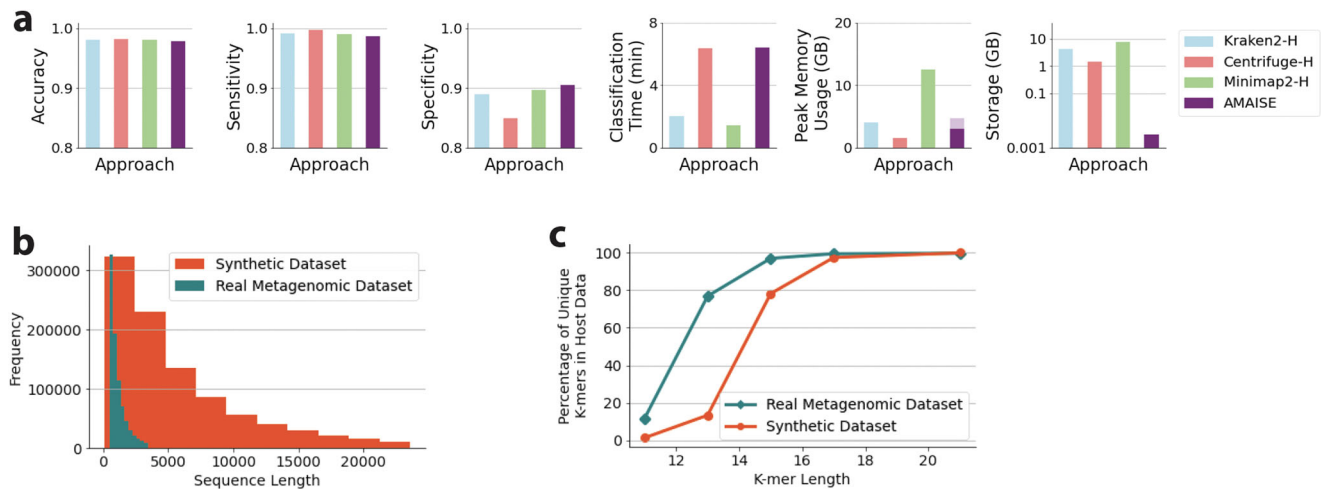 a
1.0
0.9
0.8
Accuracy
Approach
1.0
0.9
0.8
Sensitivity
Approach
1.0
0.9
0.8
Specificity
Approach
8
6
4
2
0
Classification
Time (min)
Approach
20
10
0
Peak Memory
Usage (GB)
Approach
10
1
0.1
0.001
Storage (GB)
Approach
Kraken2-H
Centrifuge-H
Minimap2-H
AMAISE
b
300000
200000
100000
0
Frequency
Synthetic Dataset
Real Metagenomic Dataset
0 5000 10000 15000 20000
Sequence Length
c
100
80
60
40
20
0
Percentage of Unique
K-mers in Host Data
Real Metagenomic Dataset
Synthetic Dataset
12 14 16 18 20
K-mer Length